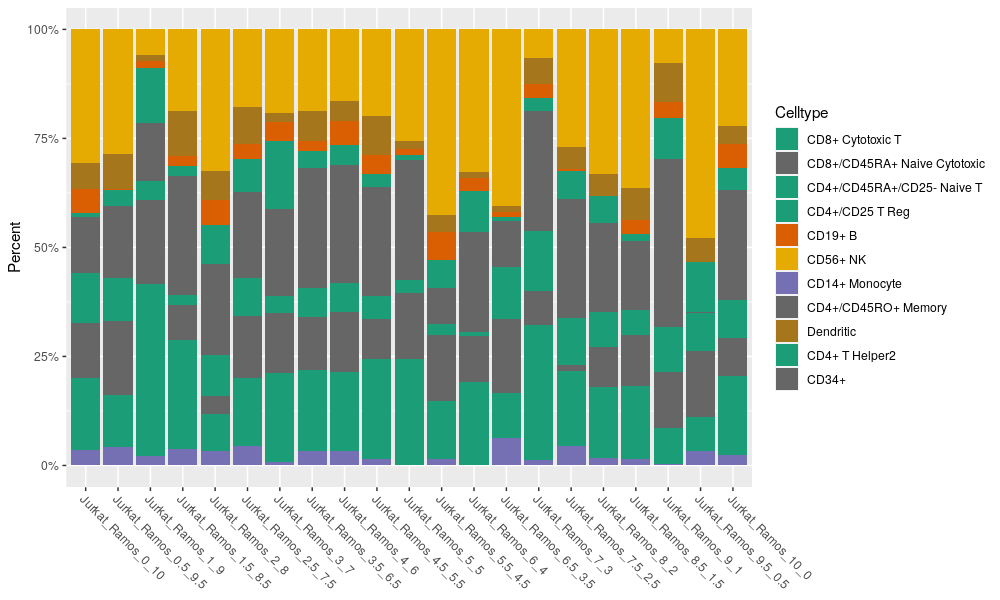 100%
75%
50%
25%
0%
Percent
Jurkat_Ramos_0_10
Jurkat_Ramos_0.5_9.5
Jurkat_Ramos_1_9
Jurkat_Ramos_1.5_8.5
Jurkat_Ramos_2_8
Jurkat_Ramos_2.5_7.5
Jurkat_Ramos_3_7
Jurkat_Ramos_3.5_6.5
Jurkat_Ramos_4_6
Jurkat_Ramos_4.5_5.5
Jurkat_Ramos_5_5
Jurkat_Ramos_5.5_4.5
Jurkat_Ramos_6_4
Jurkat_Ramos_6.5_3.5
Jurkat_Ramos_7_3
Jurkat_Ramos_7.5_2.5
Jurkat_Ramos_8_2
Jurkat_Ramos_8.5_1.5
Jurkat_Ramos_9_1
Jurkat_Ramos_9.5_0.5
Jurkat_Ramos_10_0
Celltype
CD8+ Cytotoxic T
CD8+/CD45RA+ Naive Cytotoxic
CD4+/CD45RA+/CD25- Naive T
CD4+/CD25 T Reg
CD19+ B
CD56+ NK
CD14+ Monocyte
CD4+/CD45RO+ Memory
Dendritic
CD4+ T Helper2
CD34+